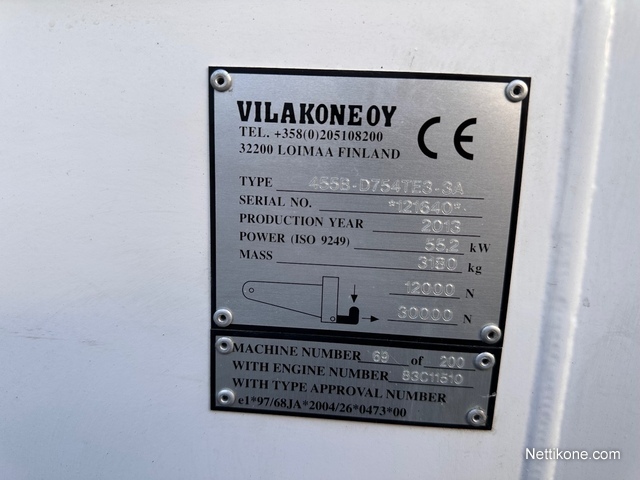 VILAKONE OY
TEL. +358(0)205108200
32200 LOIMAA FINLAND
CE
TYPE 455B-D754TE3-SA
SERIAL NO. *121640*
PRODUCTION YEAR 2013
POWER (ISO 9249) 55,2 kW
MASS 3180 kg
12000 N
30000 N
MACHINE NUMBER 69 of 200
WITH ENGINE NUMBER 83C11510
WITH TYPE APPROVAL NUMBER
e1*97/68JA*2004/26*0473*00
Nettikone.com